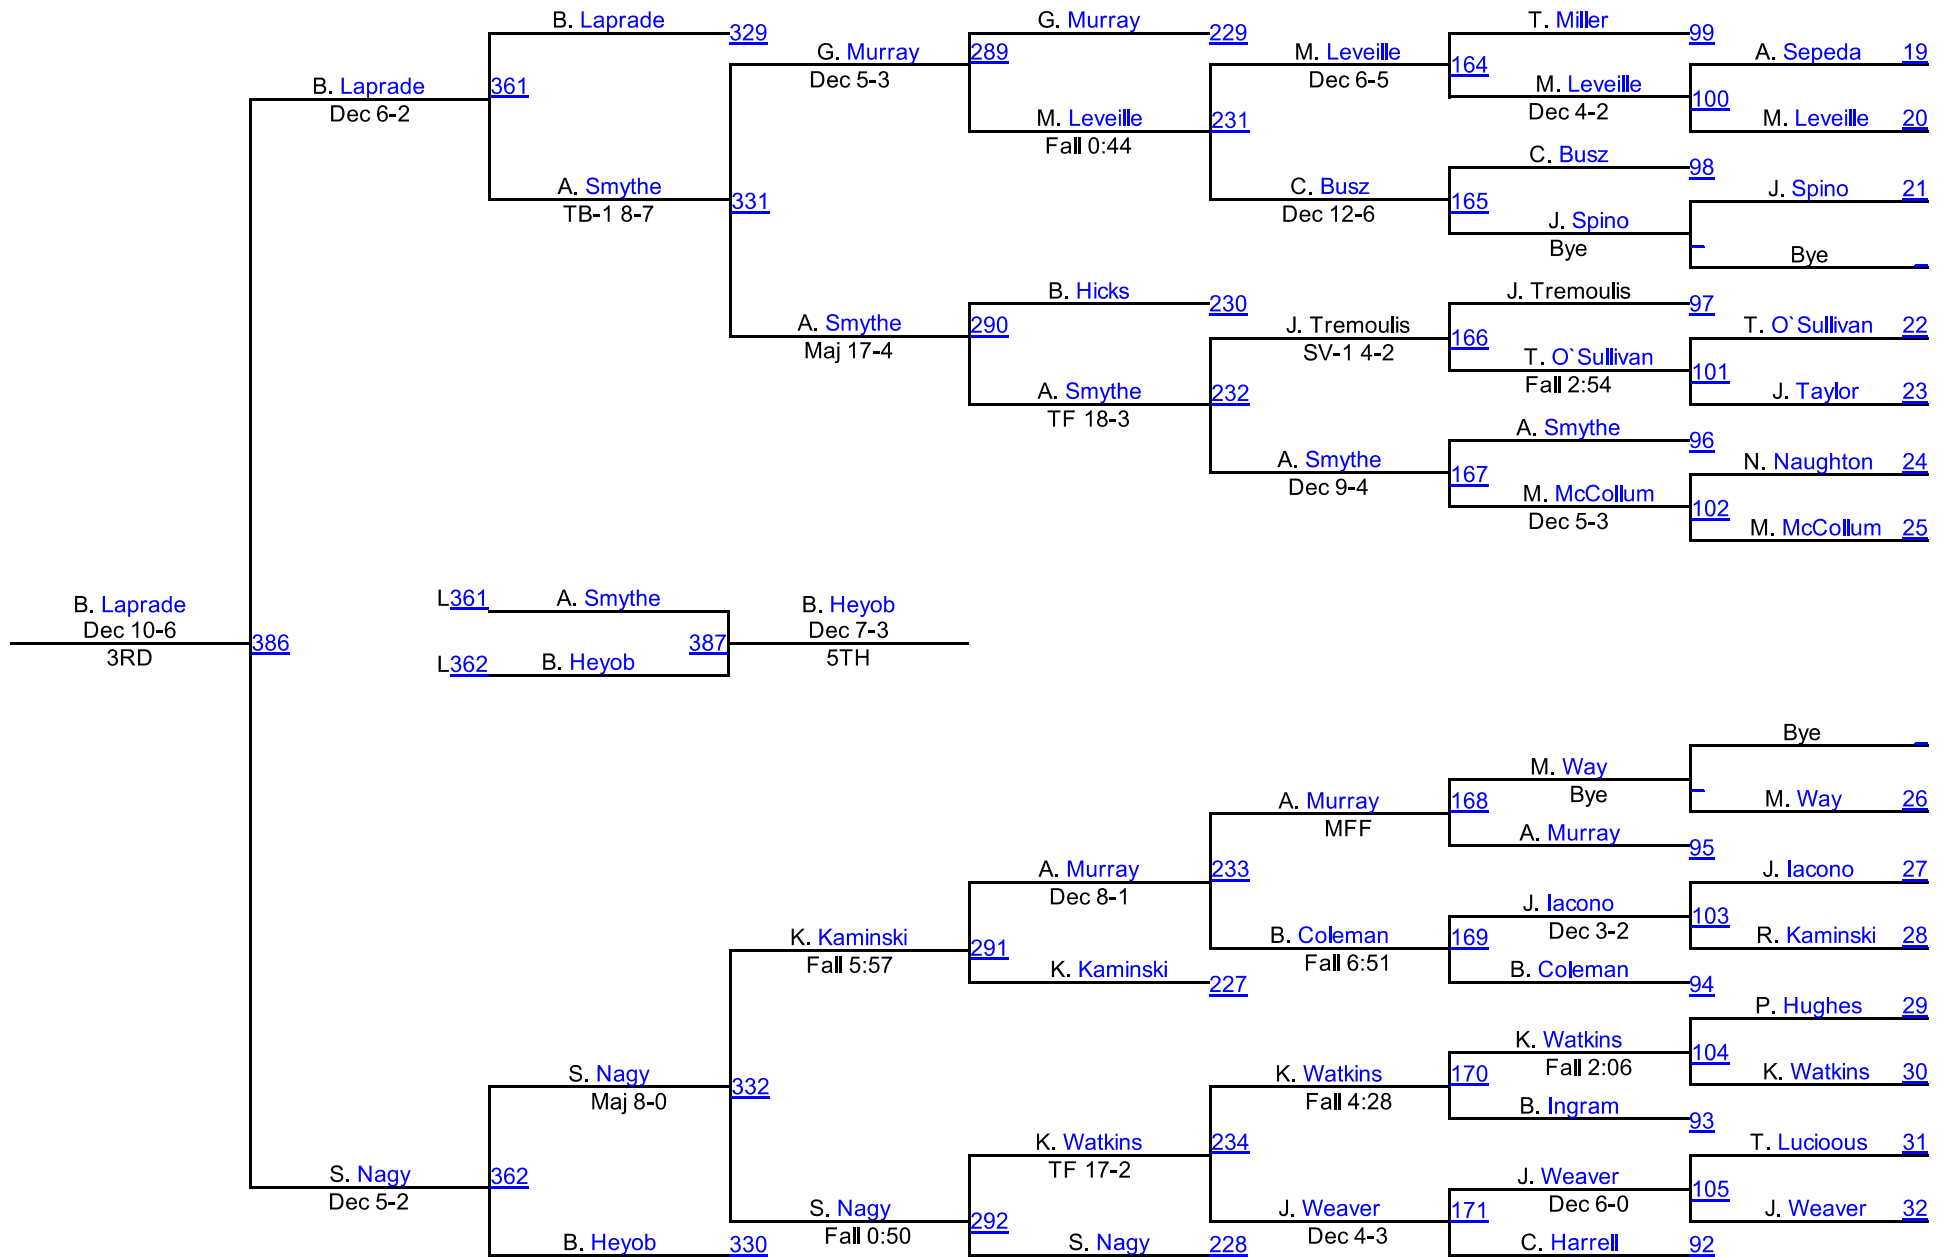 B. Laprade 329
G. Murray 229
T. Miller 99
A. Sepeda 19
G. Murray 289
Dec 5-3
M. Leveille 164
Dec 6-5
B. Laprade 361
Dec 6-2
M. Leveille 100
Dec 4-2
M. Leveille 231
Fall 0:44
M. Leveille 20
C. Busz 98
A. Smythe 331
TB-1 8-7
C. Busz 165
Dec 12-6
J. Spino 21
J. Spino
Bye
Bye
B. Hicks 230
J. Tremoulis 97
A. Smythe 290
Maj 17-4
J. Tremoulis 166
SV-1 4-2
T. O`Sullivan 22
T. O`Sullivan 101
Fall 2:54
A. Smythe 232
TF 18-3
J. Taylor 23
A. Smythe 96
A. Smythe 167
Dec 9-4
N. Naughton 24
M. McCollum 102
Dec 5-3
M. McCollum 25
L361 A. Smythe
B. Laprade 386
Dec 10-6
3RD
387 B. Heyob
Dec 7-3
5TH
L362 B. Heyob
Bye
M. Way
Bye
A. Murray 168
MFF
M. Way 26
A. Murray 95
A. Murray 233
Dec 8-1
J. Iacono 27
J. Iacono 103
Dec 3-2
K. Kaminski 291
Fall 5:57
B. Coleman 169
Fall 6:51
R. Kaminski 28
K. Kaminski 227
B. Coleman 94
P. Hughes 29
K. Watkins 104
Fall 2:06
S. Nagy 332
Maj 8-0
K. Watkins 170
Fall 4:28
K. Watkins 30
B. Ingram 93
K. Watkins 234
TF 17-2
T. Lucioous 31
S. Nagy 362
Dec 5-2
J. Weaver 105
Dec 6-0
S. Nagy 292
Fall 0:50
J. Weaver 171
Dec 4-3
J. Weaver 32
B. Heyob 330
S. Nagy 228
C. Harrell 92